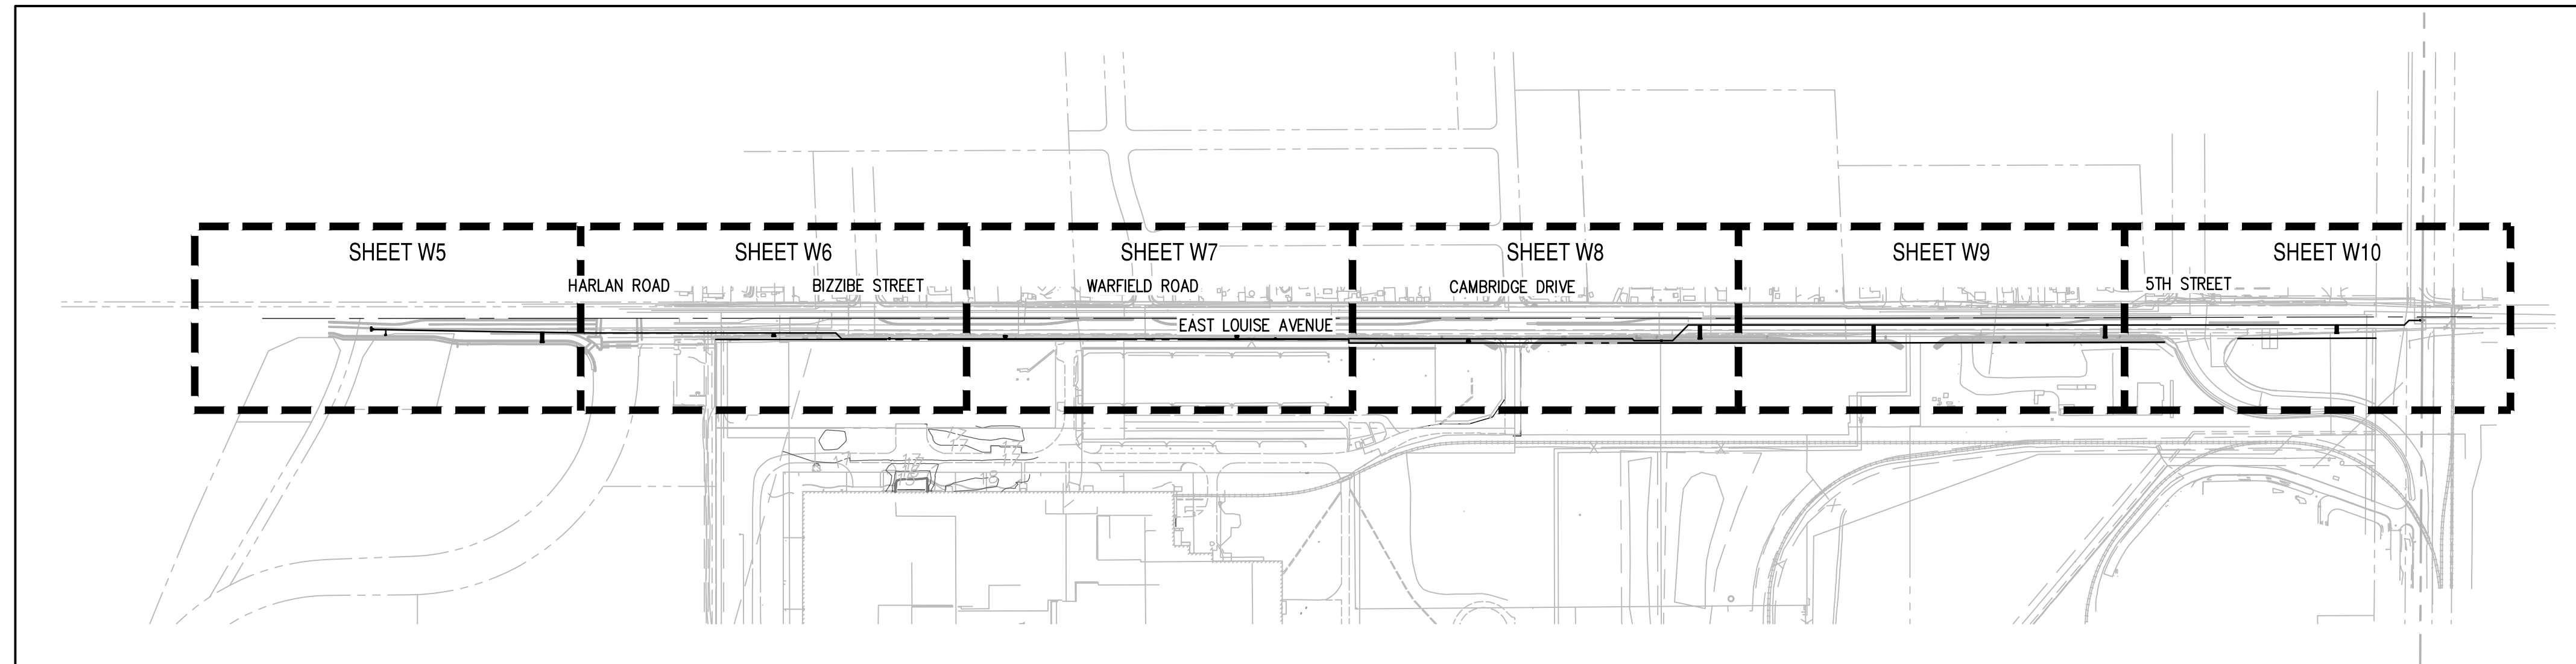 SHEET W5
SHEET W6
SHEET W7
SHEET W8
SHEET W9
SHEET W10
HARLAN ROAD
BIZZIBE STREET
WARFIELD ROAD
CAMBRIDGE DRIVE
5TH STREET
EAST LOUISE AVENUE